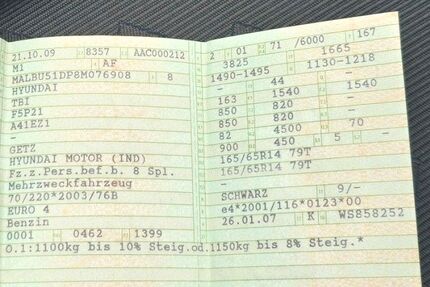 21.10.09 8357 AAC000212
M1 AF
MALBU51DP8M076908 8
HYUNDAI
TBI
F5P21
A41EZ1
-
GETZ
HYUNDAI MOTOR (IND)
Fz.z.Pers.bef.b. 8 Spl.
Mehrzweckfahrzeug
70/220*2003/76B
EURO 4
Benzin
0001 0462 1399
2 01 71 /6000 167
3825 1665
1490-1495 1130-1218
- 44 -
163 1540 1540
850 820 -
850 820 -
82 4500 70
900 450 5 -
165/65R14 79T
165/65R14 79T
-
SCHWARZ 9/-
e4*2001/116*0123*00
26.01.07 K WS858252
O.1:1100kg bis 10% Steig.od.1150kg bis 8% Steig.*